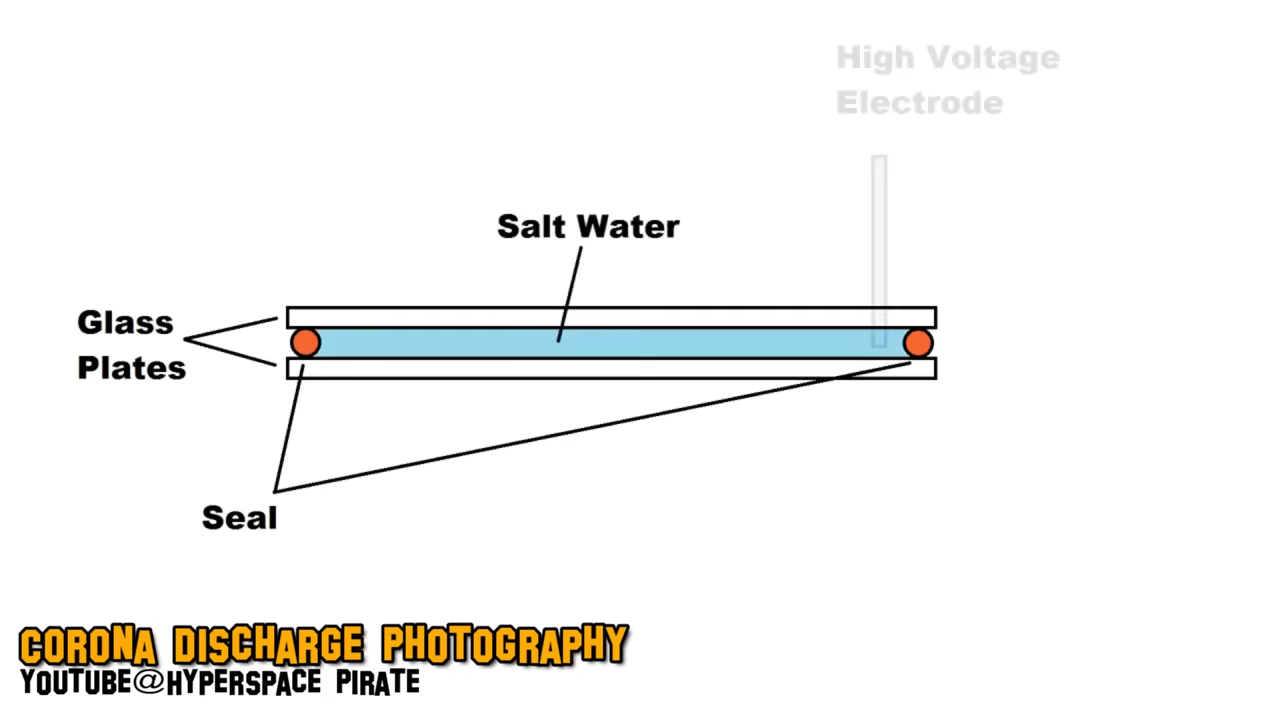 High Voltage
Electrode
Salt Water
Glass
Plates
Seal
CORONA DISCHARGE PHOTOGRAPHY
YOUTUBE@HYPERSPACE PIRATE